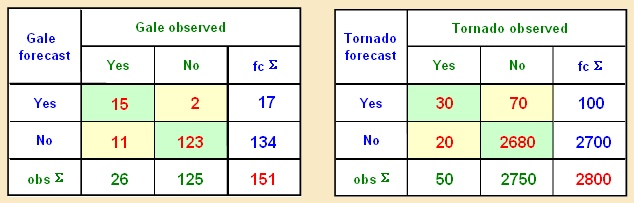 Gale forecast
Gale observed
Yes No fc Σ
Yes 15 2 17
No 11 123 134
obs Σ 26 125 151
Tornado forecast
Tornado observed
Yes No fc Σ
Yes 30 70 100
No 20 2680 2700
obs Σ 50 2750 2800